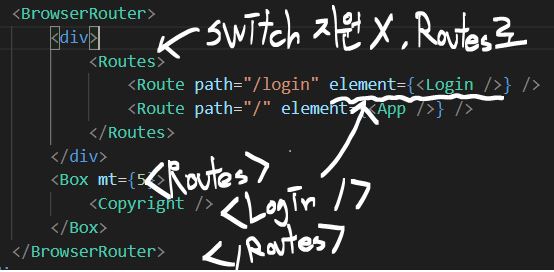 <BrowserRouter>
<div>
switch 지원 X, Routes로
<Routes>
<Route path="/login" element={<Login />} />
<Route path="/" element={<App />} />
</Routes>
</div>
<Box mt={5}>
<Routes>
<Copyright />
<Login />
</Box>
</Routes>
</BrowserRouter>